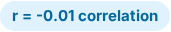 r = -0.01 correlation